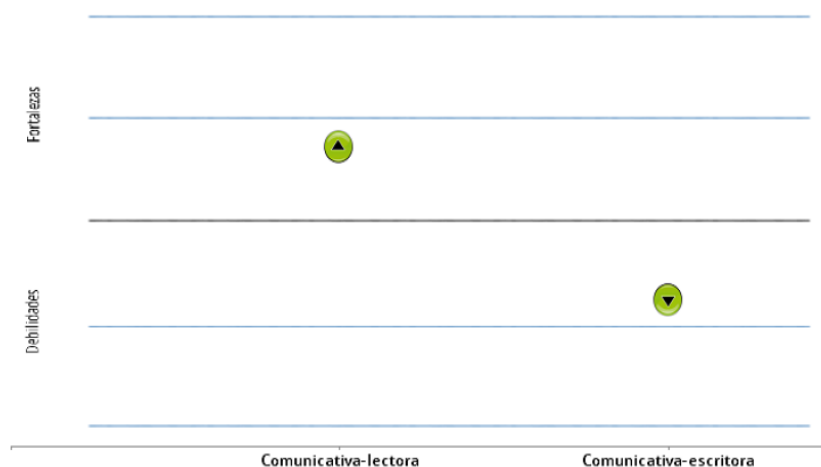 Fortalezas
Debilidades
Comunicativa-lectora
Comunicativa-escritora